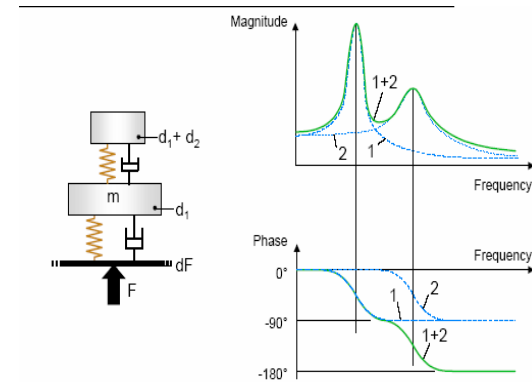 Magnitude
1+2
d₁+ d₂
2
1
m
Frequency
d₁
Phase
Frequency
0°
dF
2
F
1
-90°
1+2
-180°